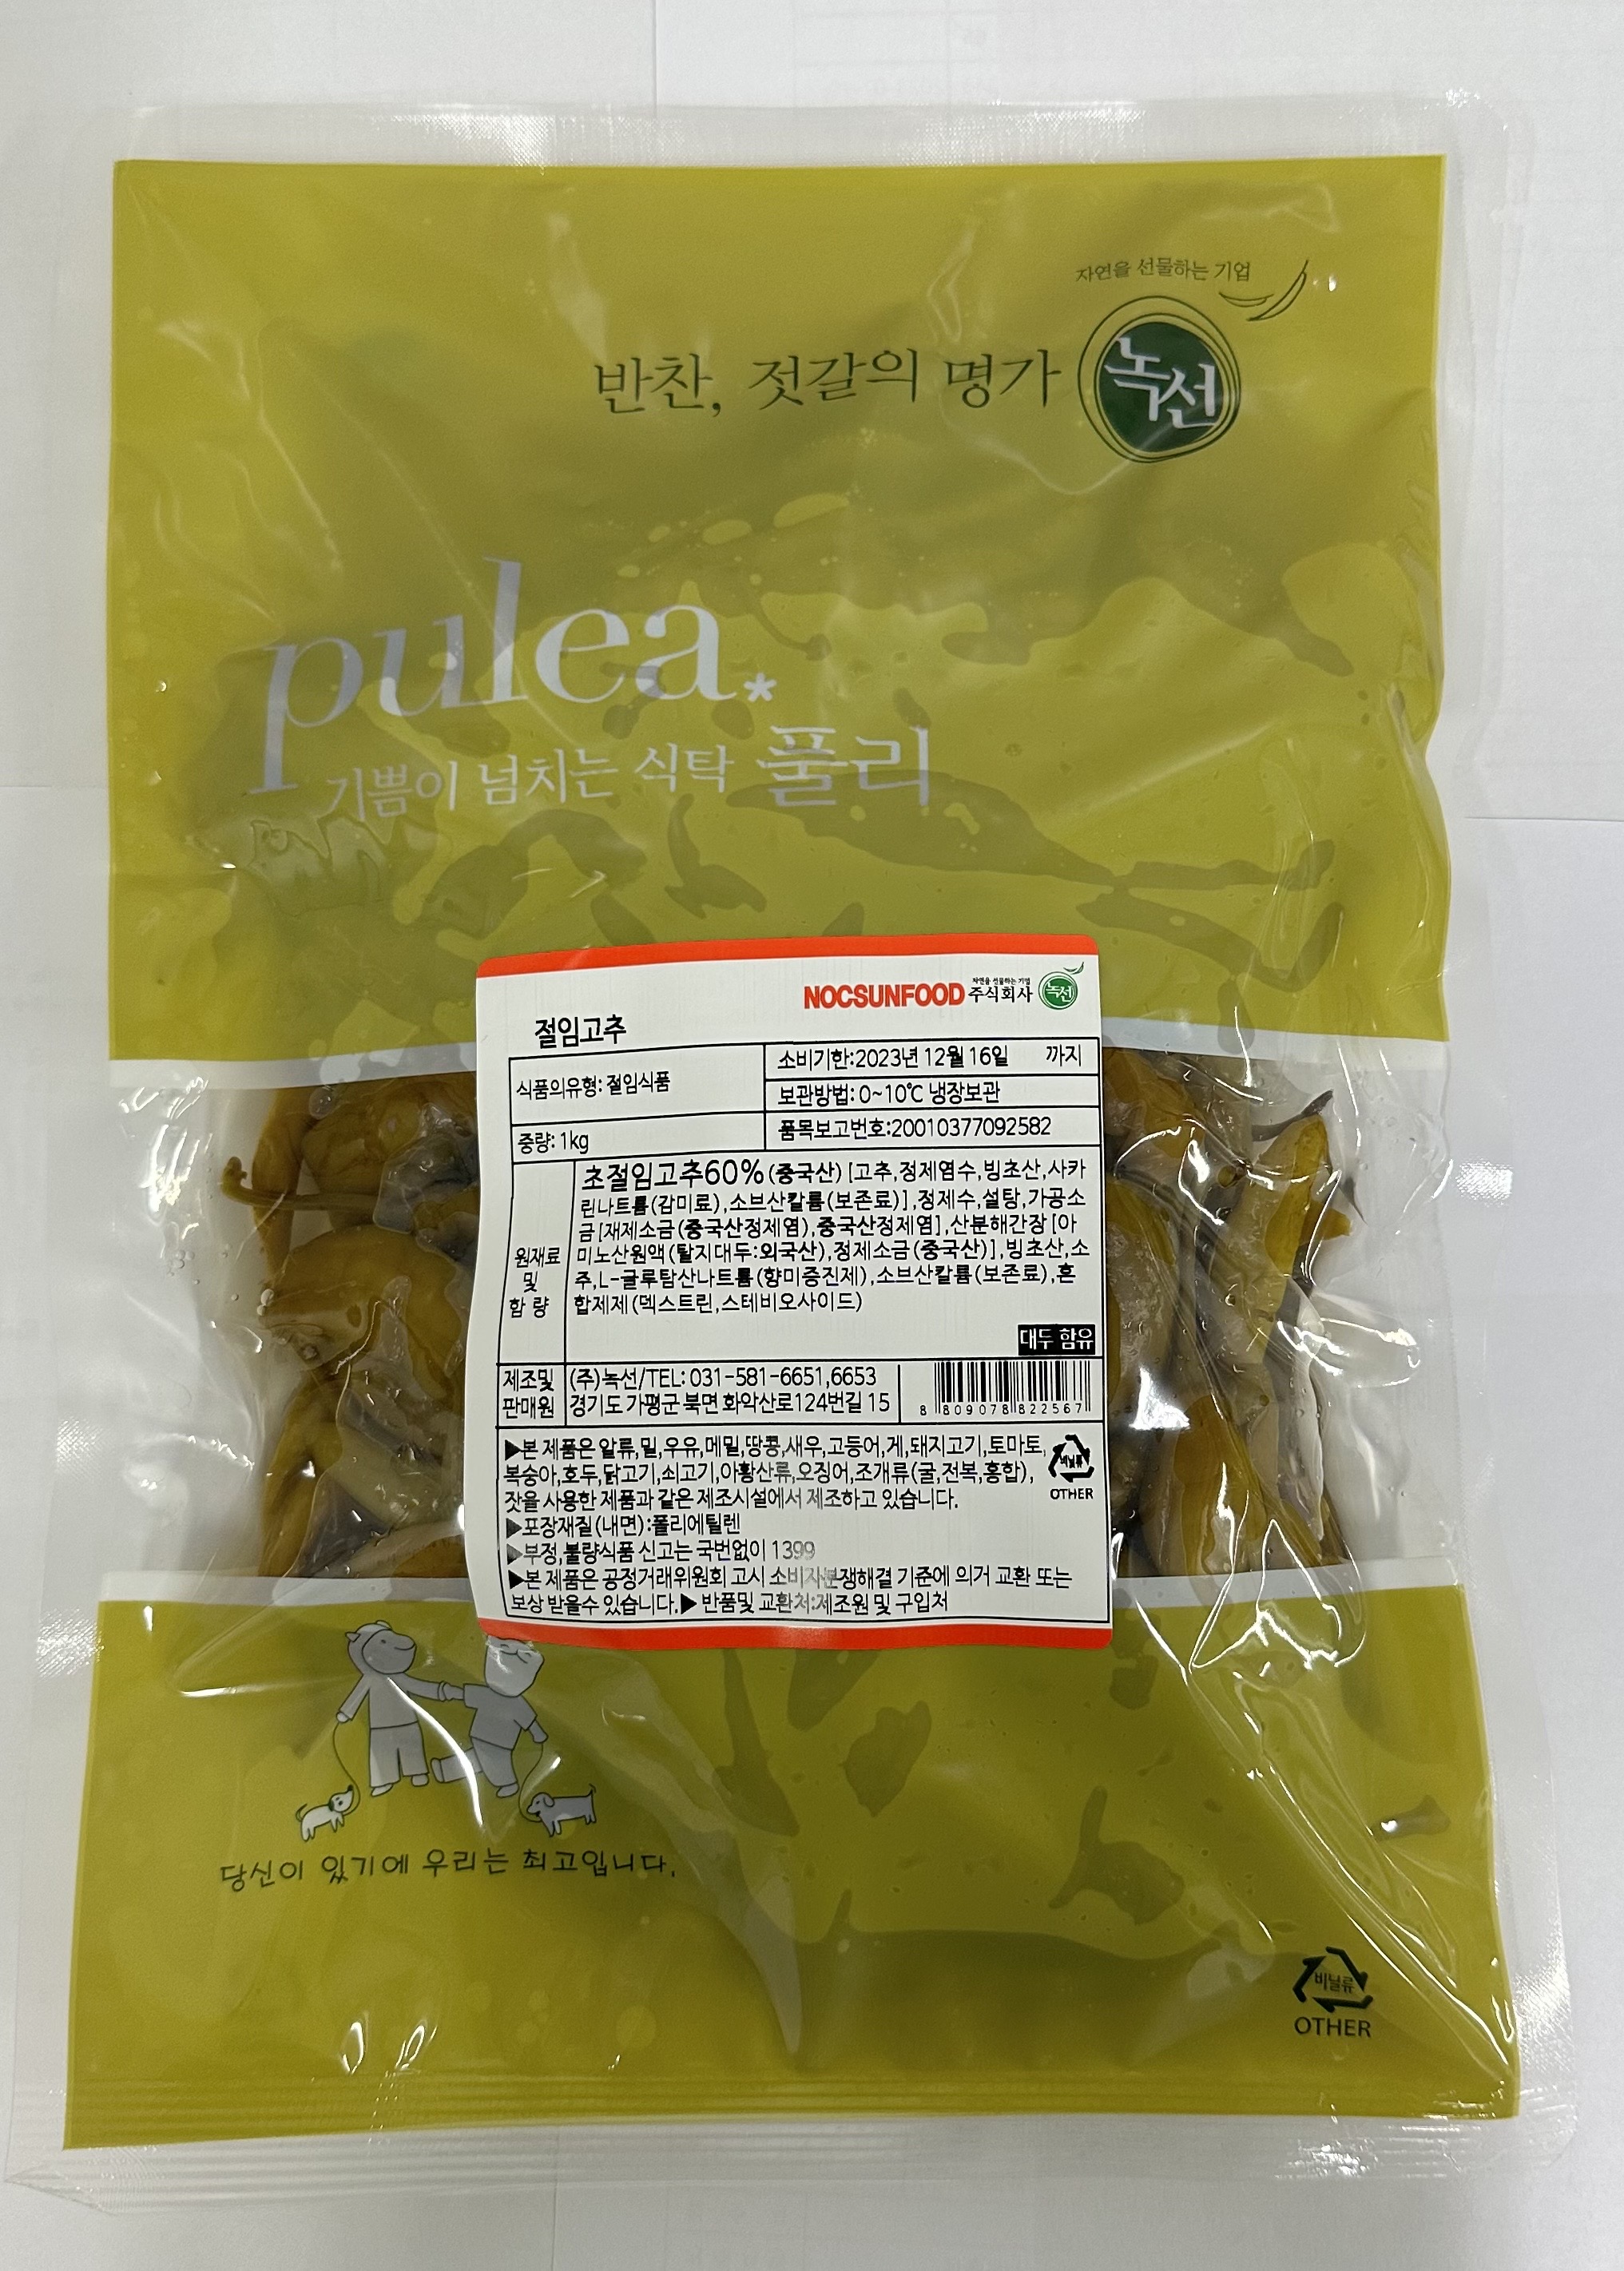 자연을 선물하는 기업
반찬, 젓갈의 명가 녹선
pulea.*
기쁨이 넘치는 식탁 풀리
NOCSUNFOOD 자연을 선물하는 기업 주식회사 녹선
절임고추
식품의유형: 절임식품
소비기한:2023년 12월 16일 까지
보관방법: 0~10℃ 냉장보관
중량: 1kg
품목보고번호:20010377092582
원재료
및
함 량
초절임고추60%(중국산) [고추,정제염수,빙초산,사카
린나트륨(감미료),소브산칼륨(보존료)],정제수,설탕,가공소
금[재제소금(중국산정제염),중국산정제염],산분해간장[아
미노산원액(탈지대두:외국산),정제소금(중국산)],빙초산,소
주,L-글루탐산나트륨(향미증진제),소브산칼륨(보존료),혼
합제제(덱스트린,스테비오사이드)
대두 함유
제조및
판매원
(주)녹선/TEL: 031-581-6651,6653
경기도 가평군 북면 화악산로124번길 15
8 809078 822567
▶본 제품은 알류,밀,우유,메밀,땅콩,새우,고등어,게,돼지고기,토마토,
복숭아,호두,닭고기,쇠고기,아황산류,오징어,조개류(굴,전복,홍합),
잣을 사용한 제품과 같은 제조시설에서 제조하고 있습니다.
비닐류
OTHER
▶포장재질(내면):폴리에틸렌
▶부정,불량식품 신고는 국번없이 1399
▶본 제품은 공정거래위원회 고시 소비자분쟁해결 기준에 의거 교환 또는
보상 받을수 있습니다.▶ 반품및 교환처:제조원 및 구입처
당신이 있기에 우리는 최고입니다.
비닐류
OTHER